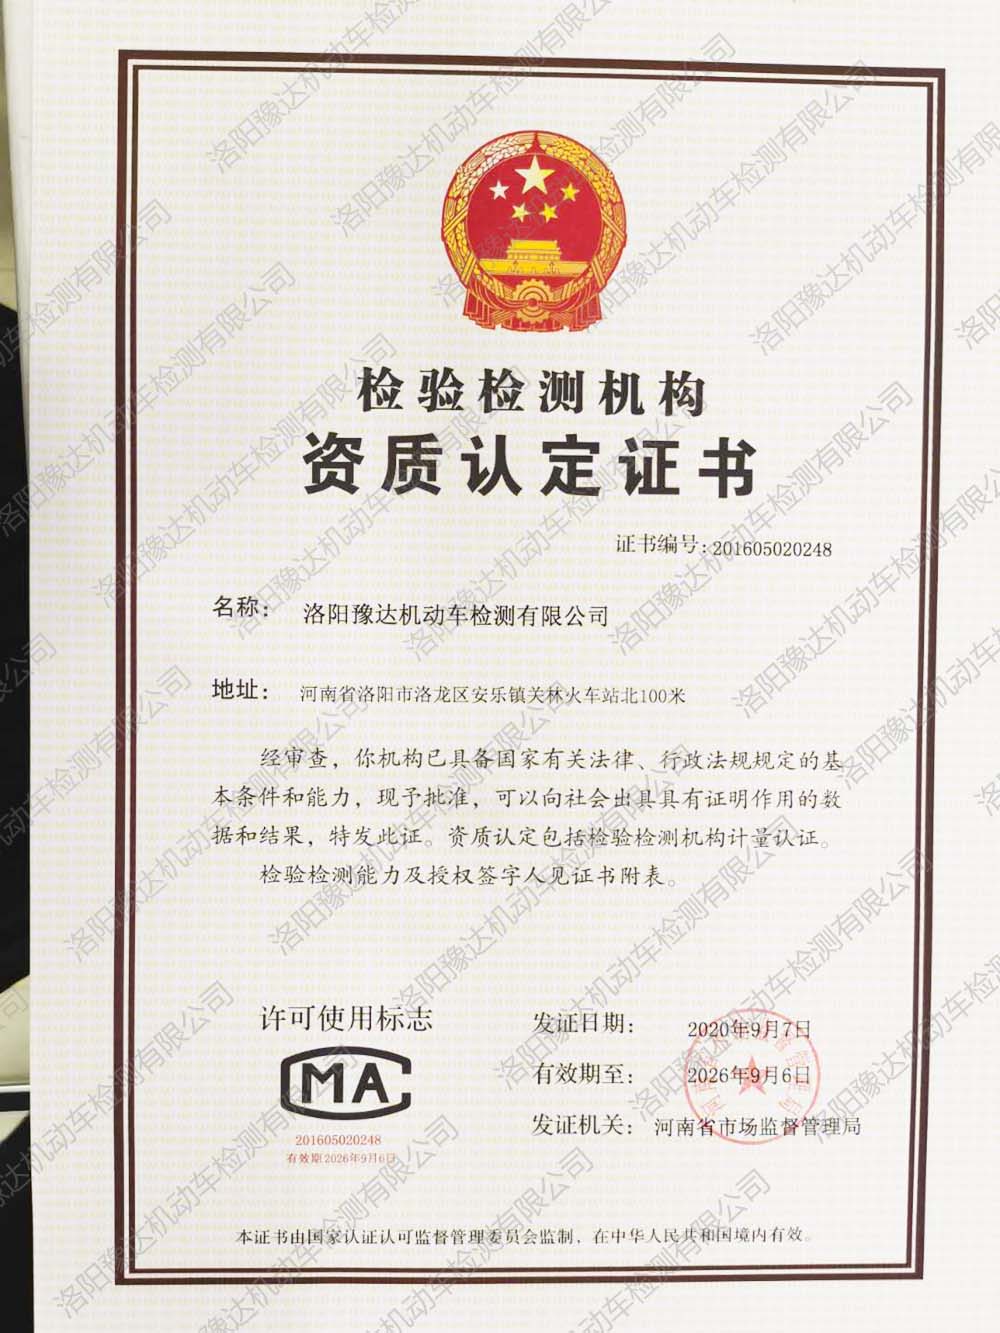 检验检测机构
资质认定证书
证书编号:201605020248
名称： 洛阳豫达机动车检测有限公司
地址： 河南省洛阳市洛龙区安乐镇关林火车站北100米
经审查，你机构已具备国家有关法律、行政法规规定的基
本条件和能力，现予批准，可以向社会出具具有证明作用的数
据和结果，特发此证。资质认定包括检验检测机构计量认证。
检验检测能力及授权签字人见证书附表。
许可使用标志
MA
201605020248
有效期2026年9月6日
发证日期： 2020年9月7日
有效期至： 2026年9月6日
发证机关： 河南省市场监督管理局
本证书由国家认证认可监督管理委员会监制，在中华人民共和国境内有效。
洛阳豫达机动车检测有限公司